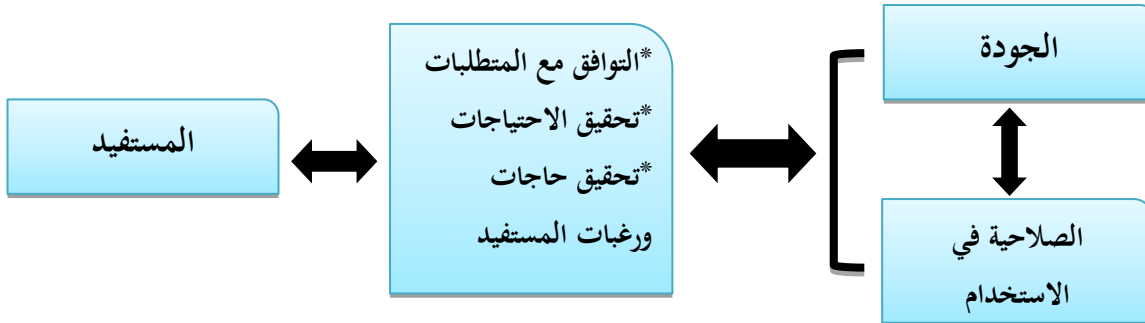 الجودة
الصلاحية في
الاستخدام
*التوافق مع المتطلبات
*تحقيق الاحتياجات
*تحقيق حاجات
ورغبات المستفيد
المستفيد